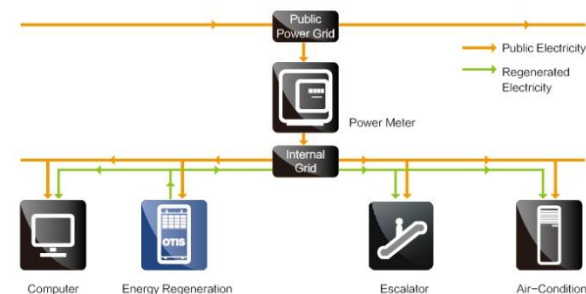 Public
Power Grid
Public Electricity
Regenerated
Electricity
Power Meter
Internal
Grid
OTIS
Computer
Energy Regeneration
Escalator
Air-Condition